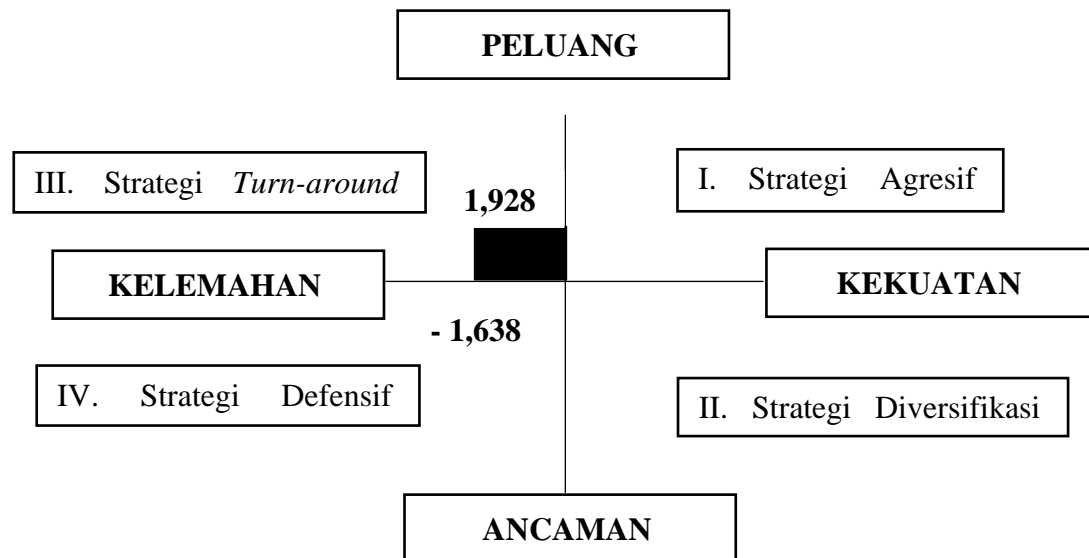 PELUANG
III. Strategi Turn-around
I. Strategi Agresif
1,928
KELEMAHAN
KEKUATAN
- 1,638
IV. Strategi Defensif
II. Strategi Diversifikasi
ANCAMAN